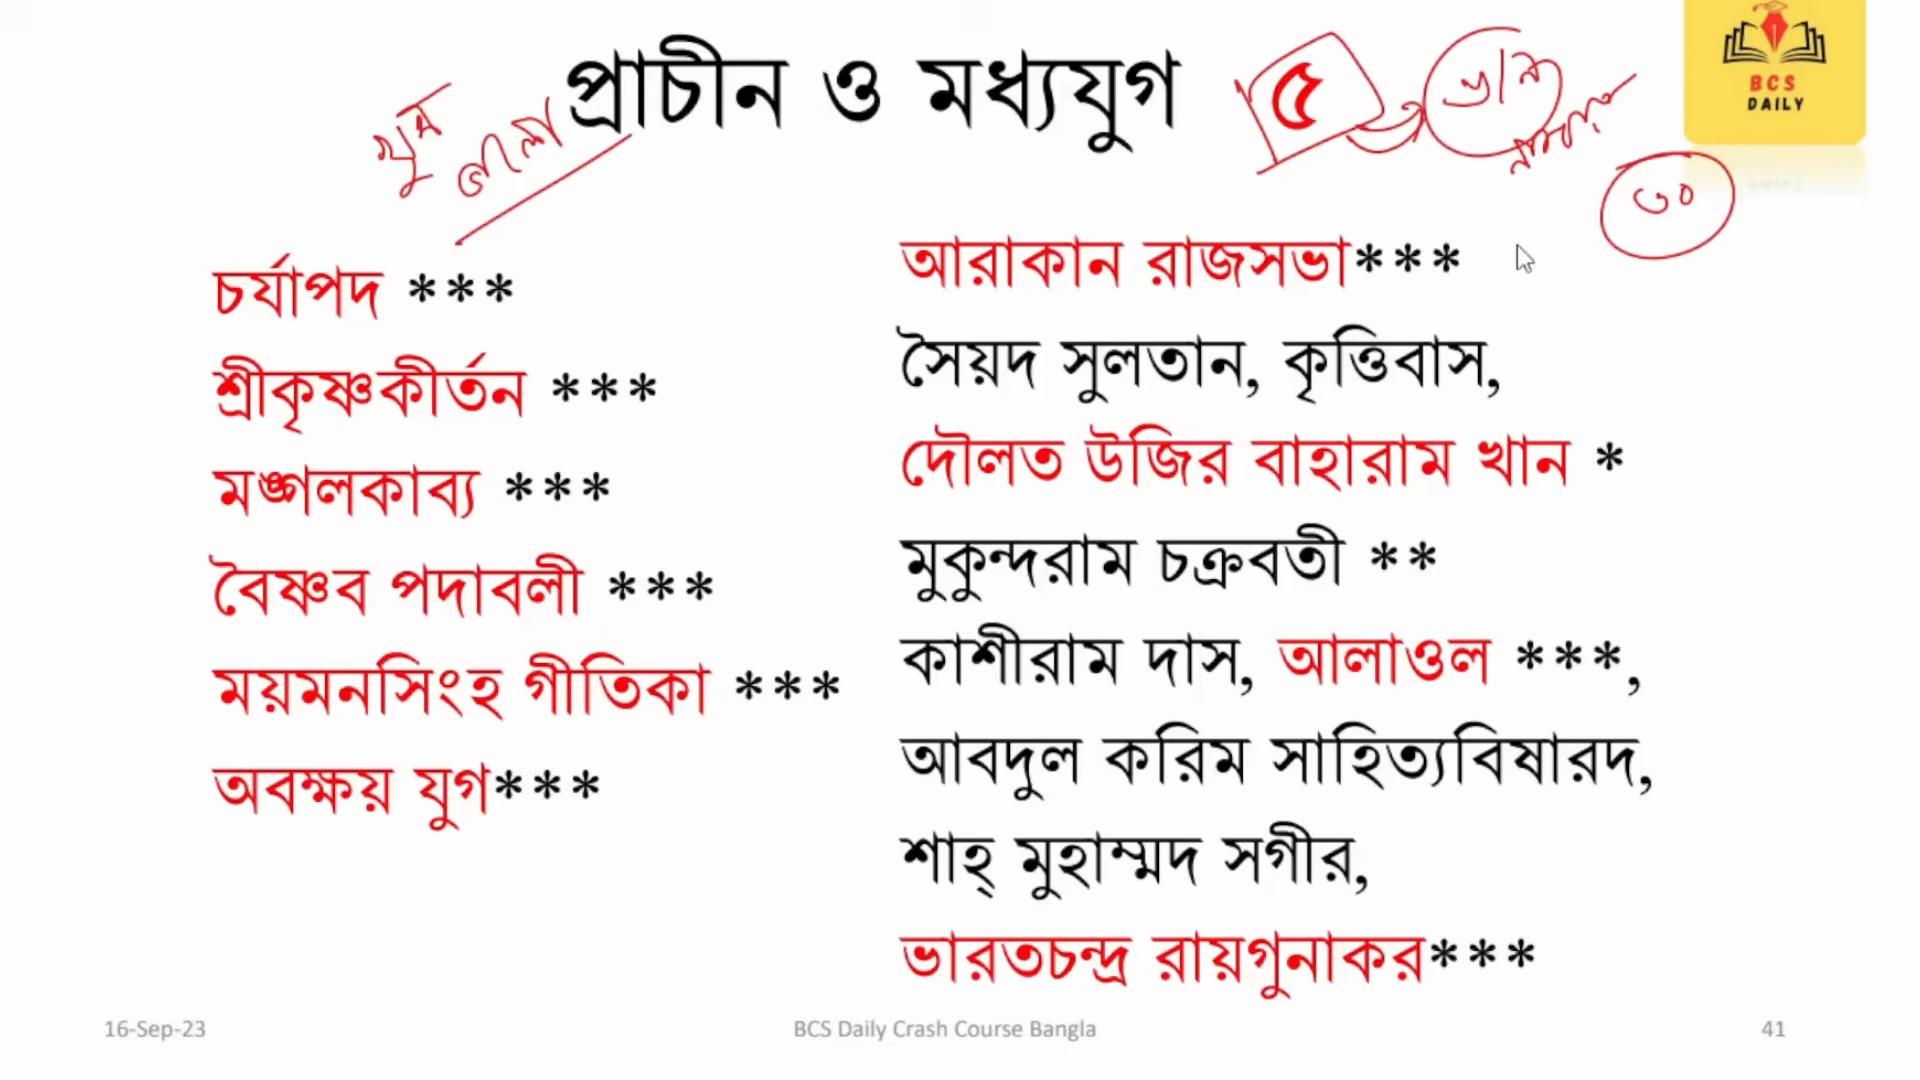 প্রাচীন ও মধ্যযুগ ৫
BCS
DAILY
খুব ভালো
৩০
চর্যাপদ ***
শ্রীকৃষ্ণকীর্তন ***
মঙ্গলকাব্য ***
বৈষ্ণব পদাবলী ***
ময়মনসিংহ গীতিকা ***
অবক্ষয় যুগ***
আরাকান রাজসভা***
সৈয়দ সুলতান, কৃত্তিবাস,
দৌলত উজির বাহারাম খান *
মুকুন্দরাম চক্রবতী **
কাশীরাম দাস, আলাওল ***,
আবদুল করিম সাহিত্যবিষারদ,
শাহ্ মুহাম্মদ সগীর,
ভারতচন্দ্র রায়গুনাকর***
16-Sep-23
BCS Daily Crash Course Bangla
41